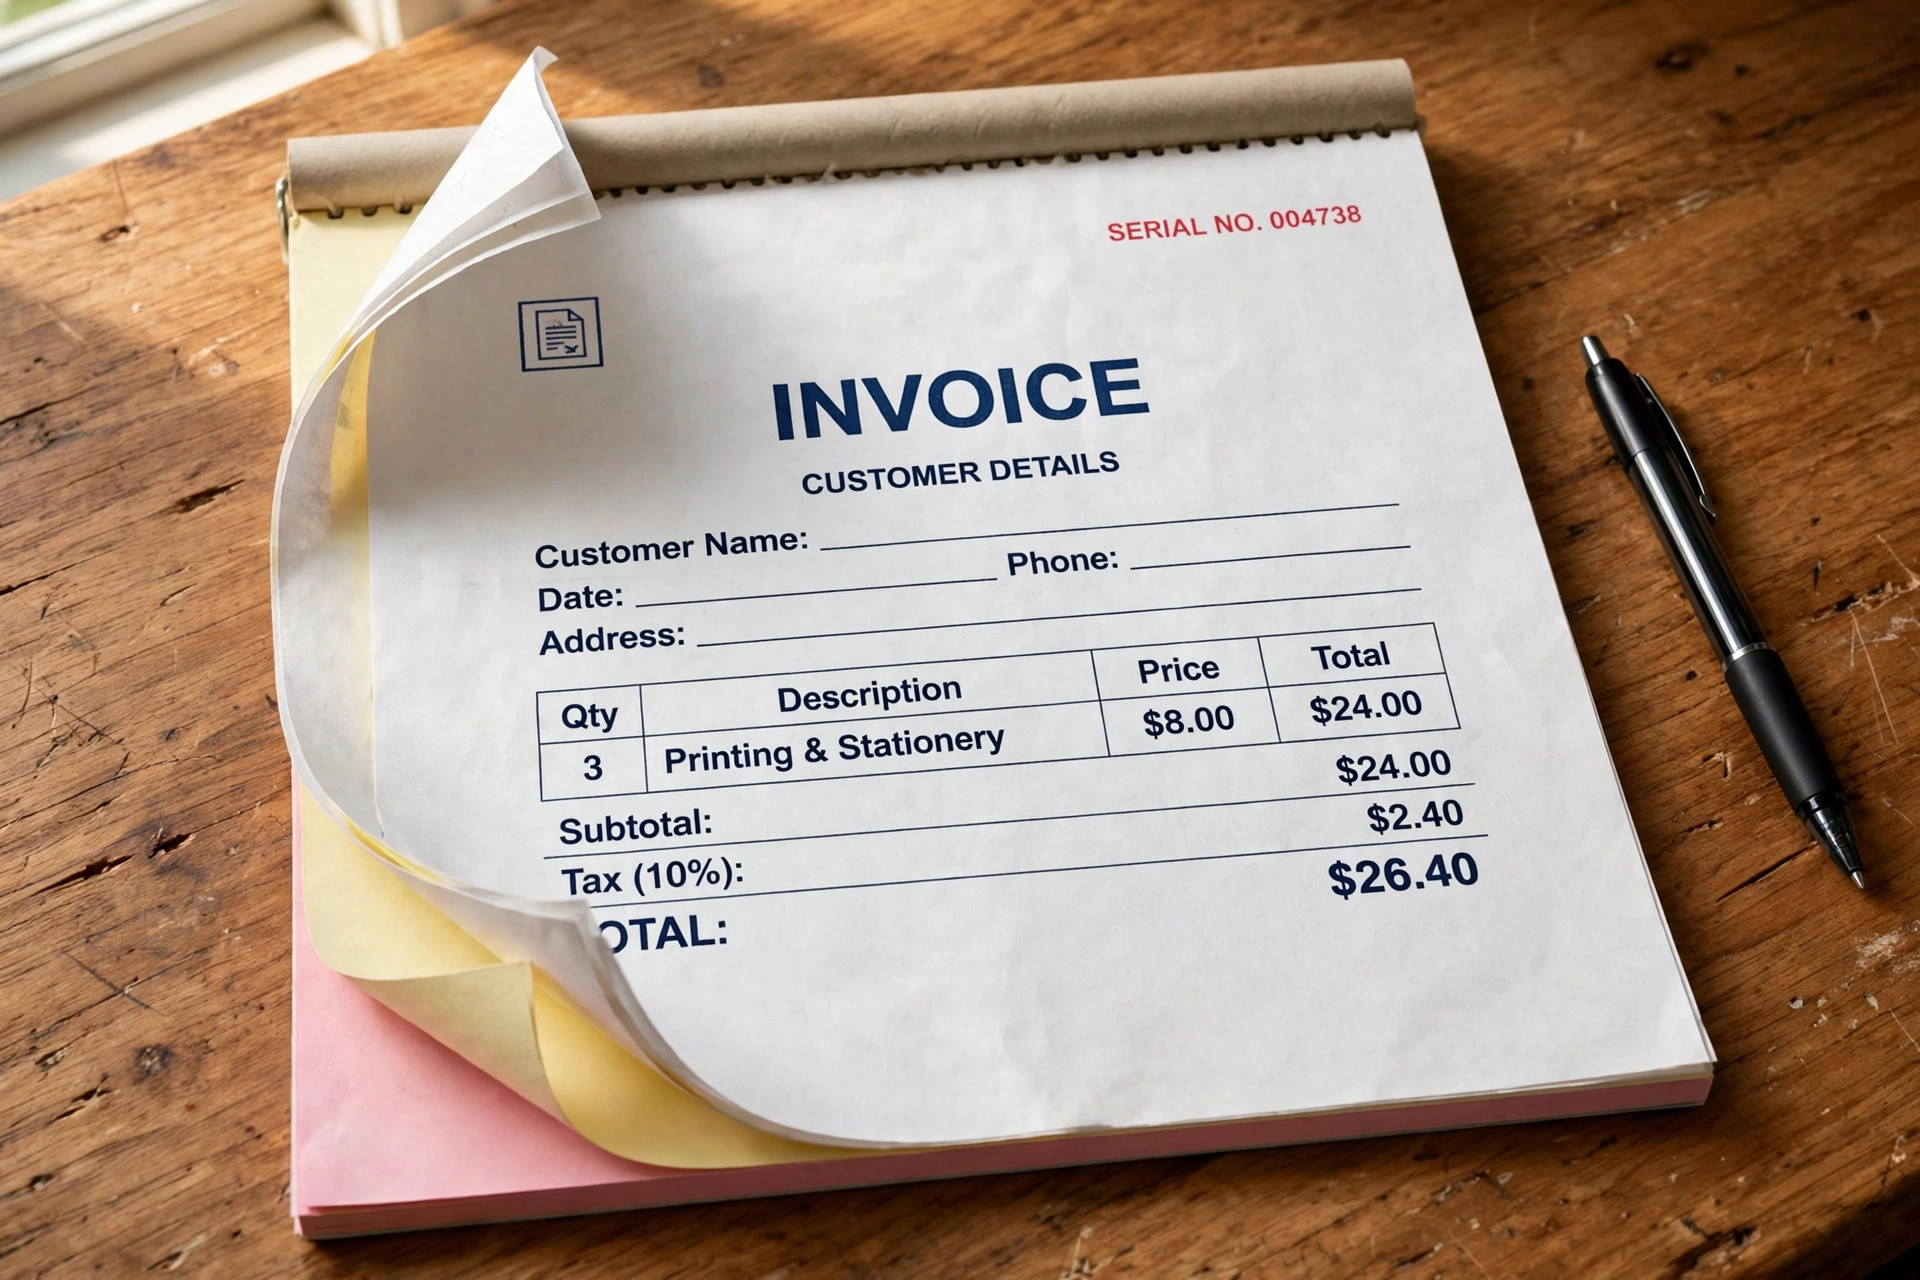 SERIAL NO. 004738
INVOICE
CUSTOMER DETAILS
Customer Name:
Date: Phone:
Address:
Qty Description Price Total
3 Printing & Stationery $8.00 $24.00
Subtotal: $24.00
Tax (10%): $2.40
OTAL: $26.40